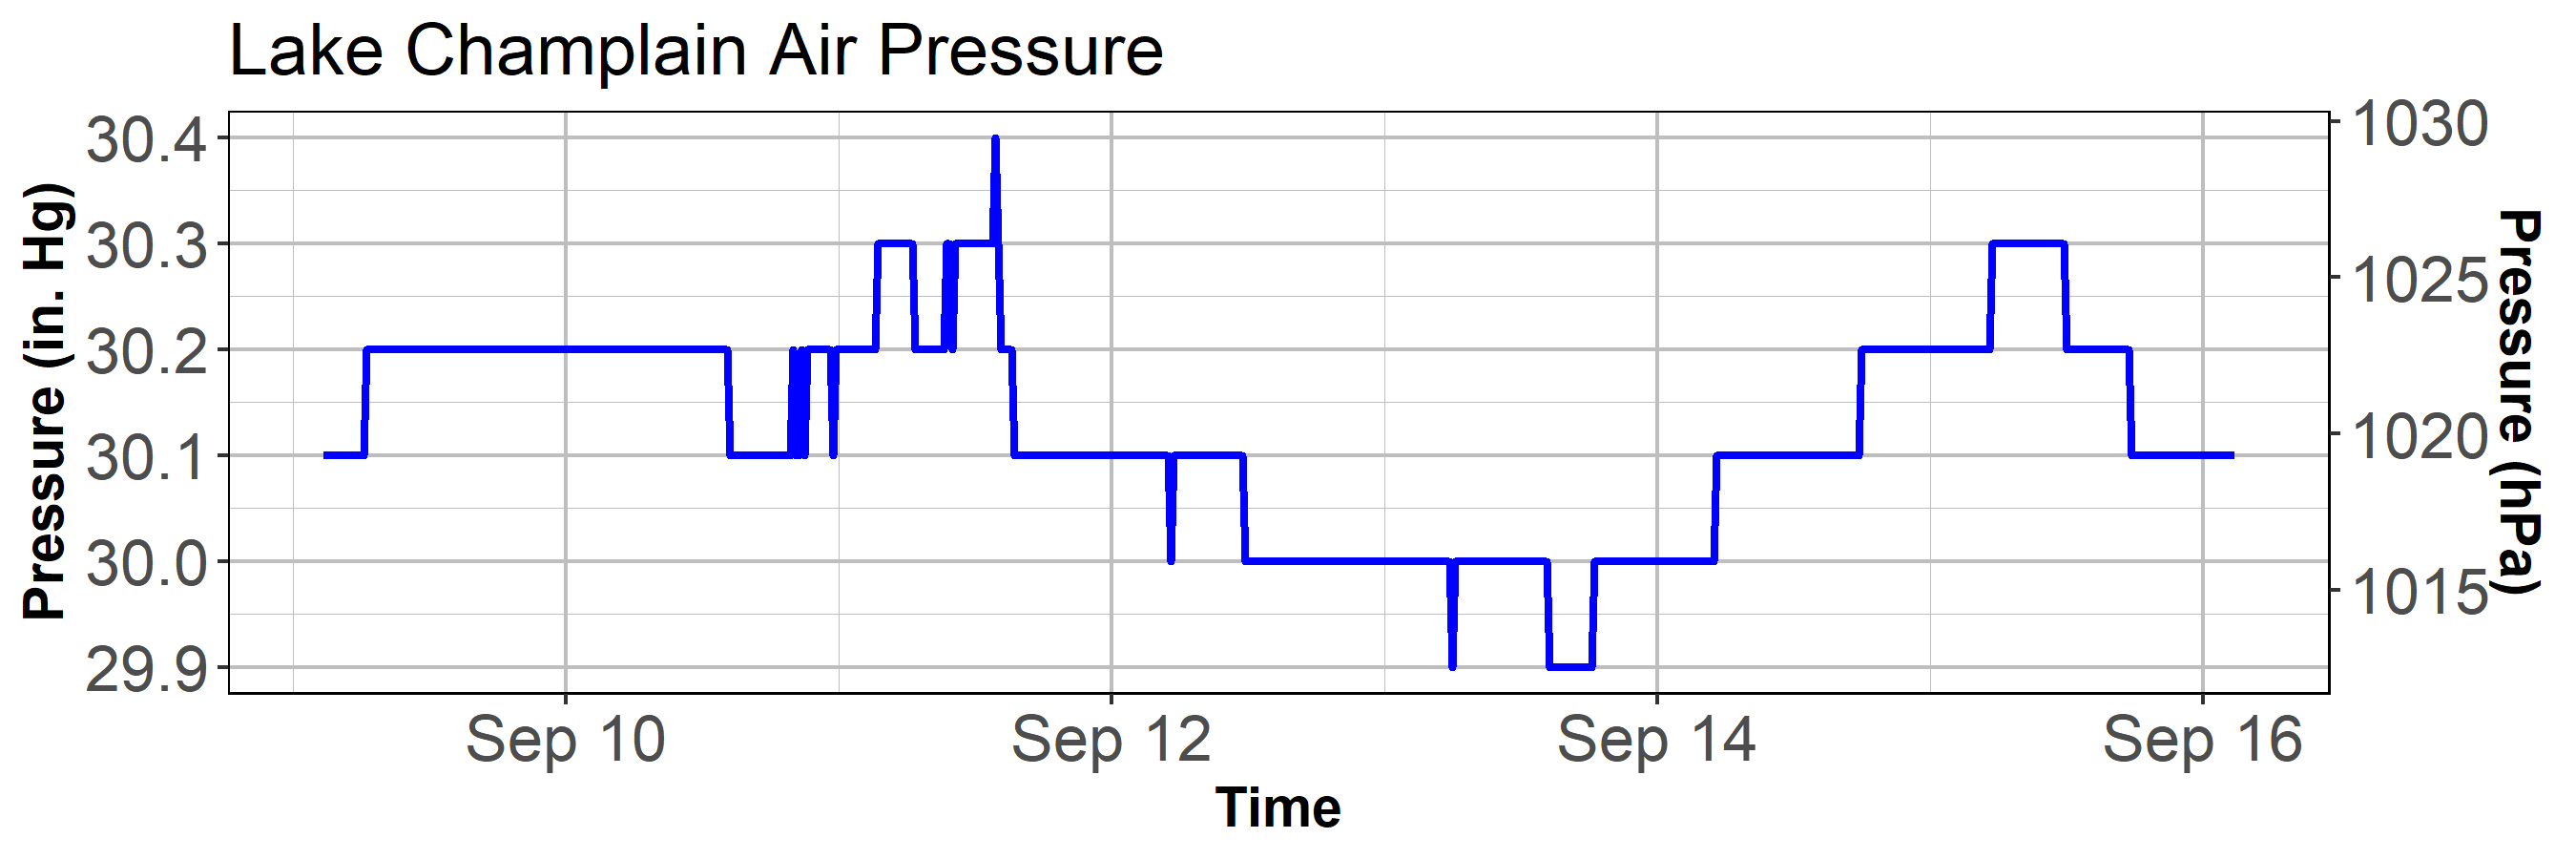 Lake Champlain Air Pressure
Pressure (in. Hg)
30.4
30.3
30.2
30.1
30.0
29.9
1030
1025
1020
1015
Pressure (hPa)
Sep 10 Sep 12 Sep 14 Sep 16
Time